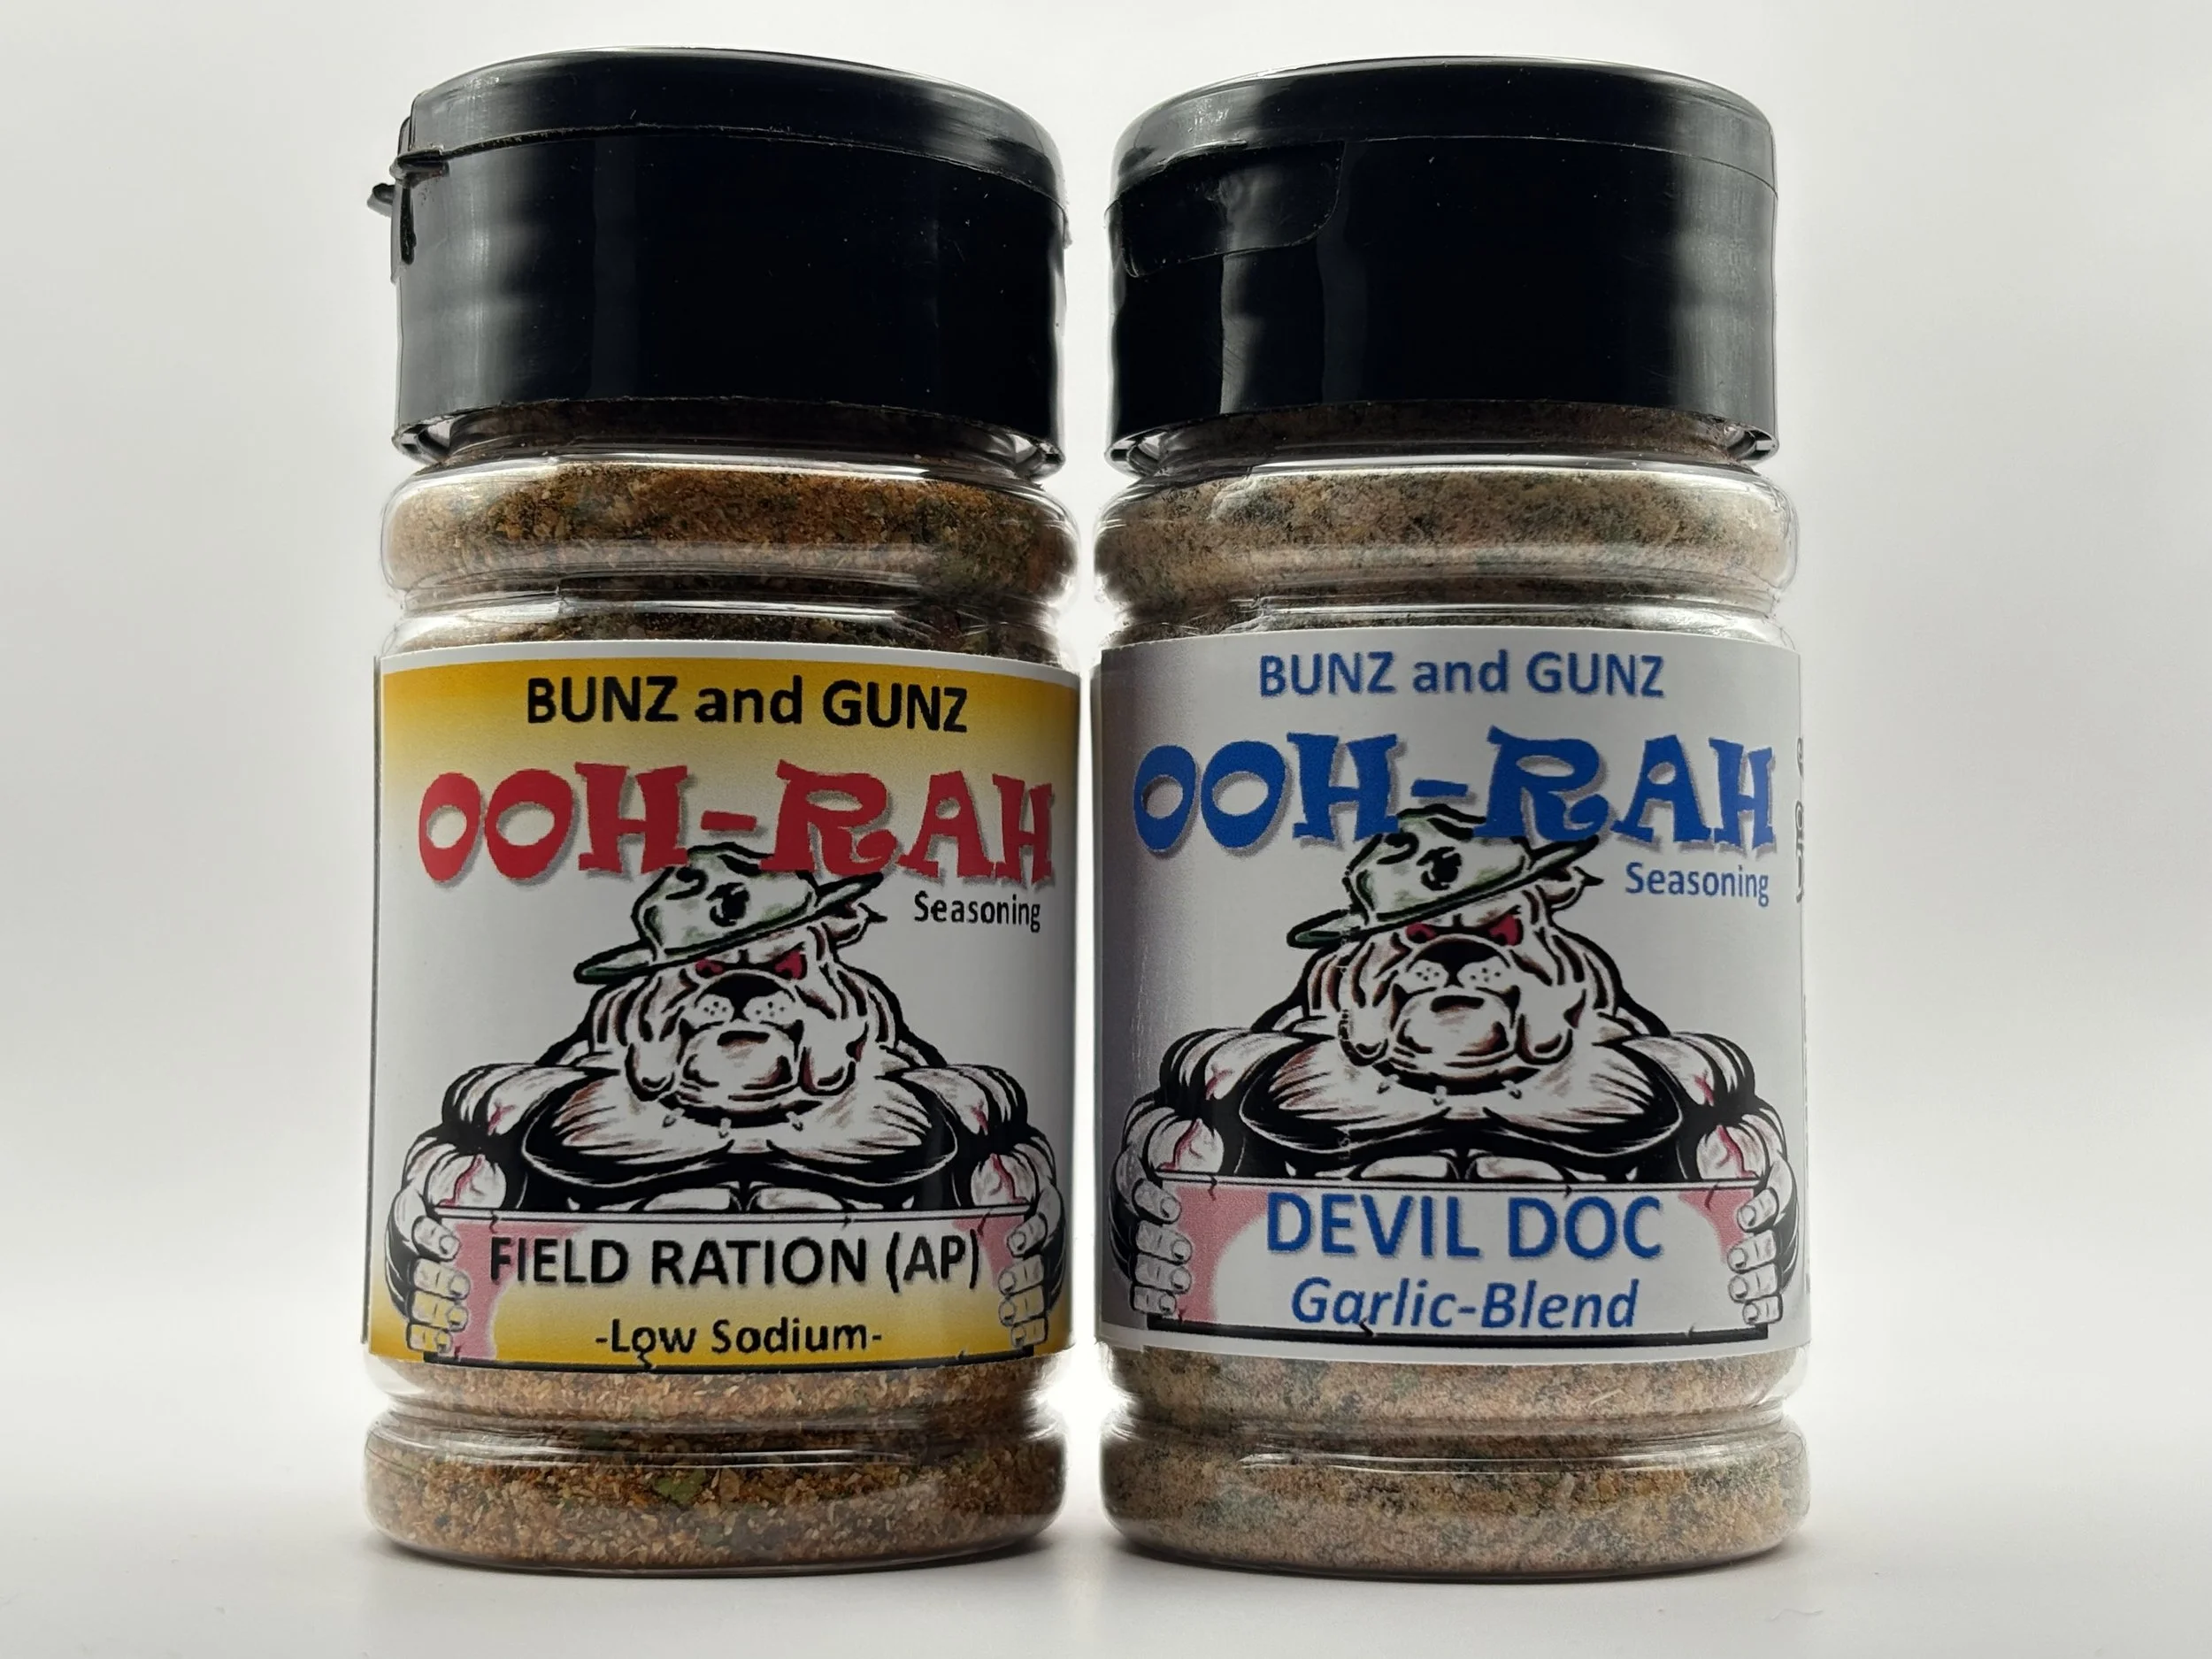 BUNZ and GUNZ
OOH-RAH
Seasoning
FIELD RATION (AP)
-Low Sodium-
BUNZ and GUNZ
OOH-RAH
Seasoning
DEVIL DOC
Garlic-Blend